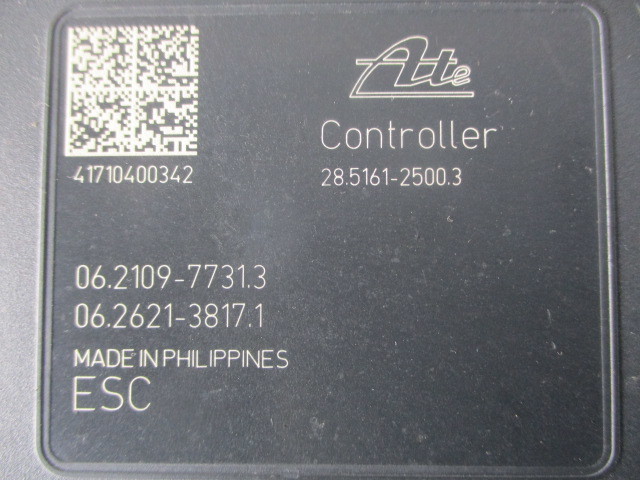 Ate
Controller
41710400342
28.5161-2500.3
06.2109-7731.3
06.2621-3817.1
MADE IN PHILIPPINES
ESC